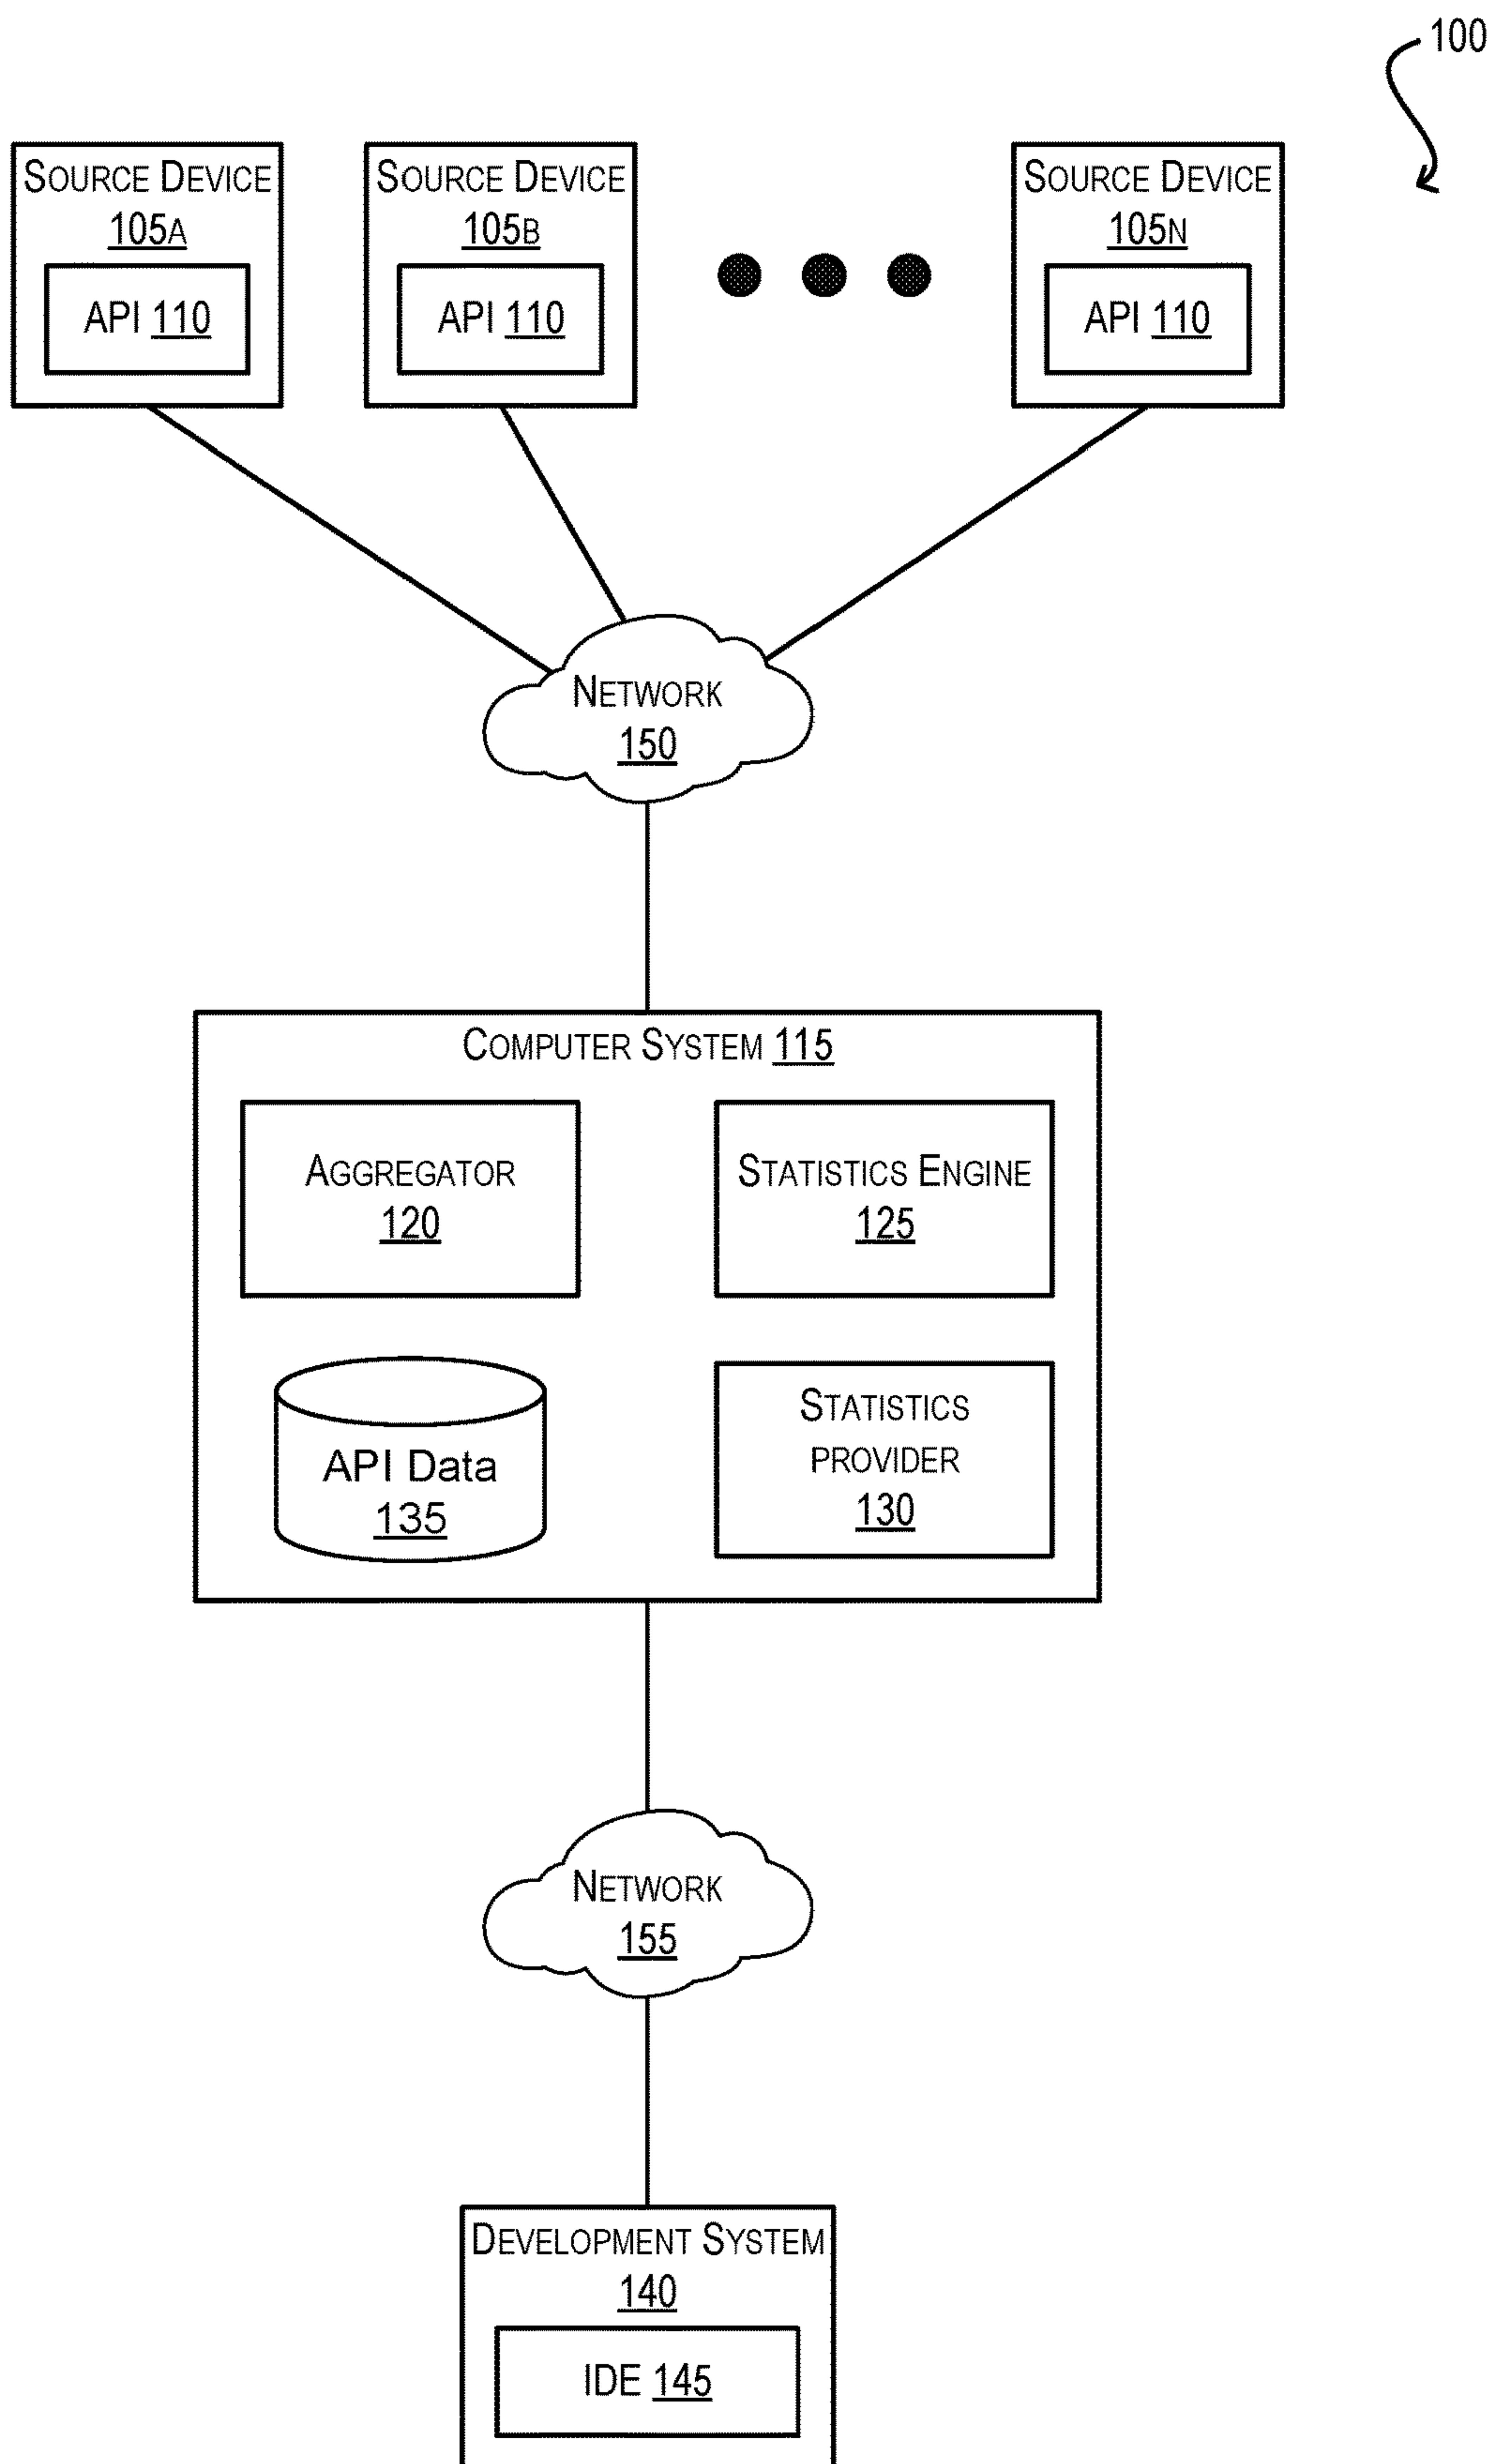 100
SOURCE DEVICE
105A
API 110
SOURCE DEVICE
105B
API 110
SOURCE DEVICE
105N
API 110
NETWORK
150
COMPUTER SYSTEM 115
AGGREGATOR
120
STATISTICS ENGINE
125
API Data
135
STATISTICS
PROVIDER
130
NETWORK
155
DEVELOPMENT SYSTEM
140
IDE 145